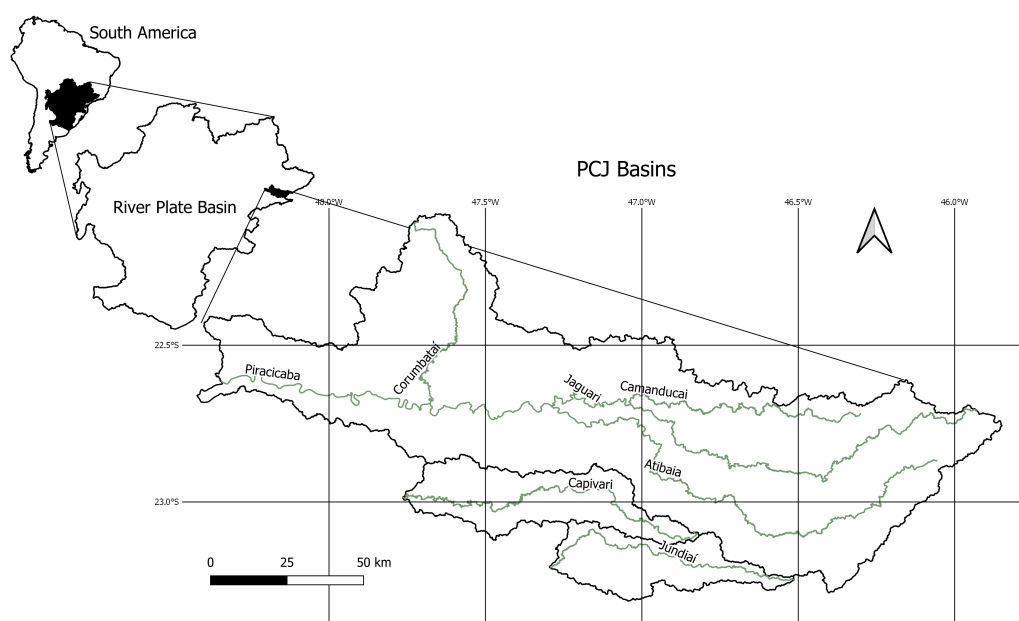 South America
PCJ Basins
River Plate Basin
48.0°W
47.5°W
47.0°W
46.5°W
46.0°W
22.5°S
Piracicaba
Corumbataí
Jaguari
Camanducai
Atibaia
Capivari
23.0°S
Jundiaí
0 25 50 km